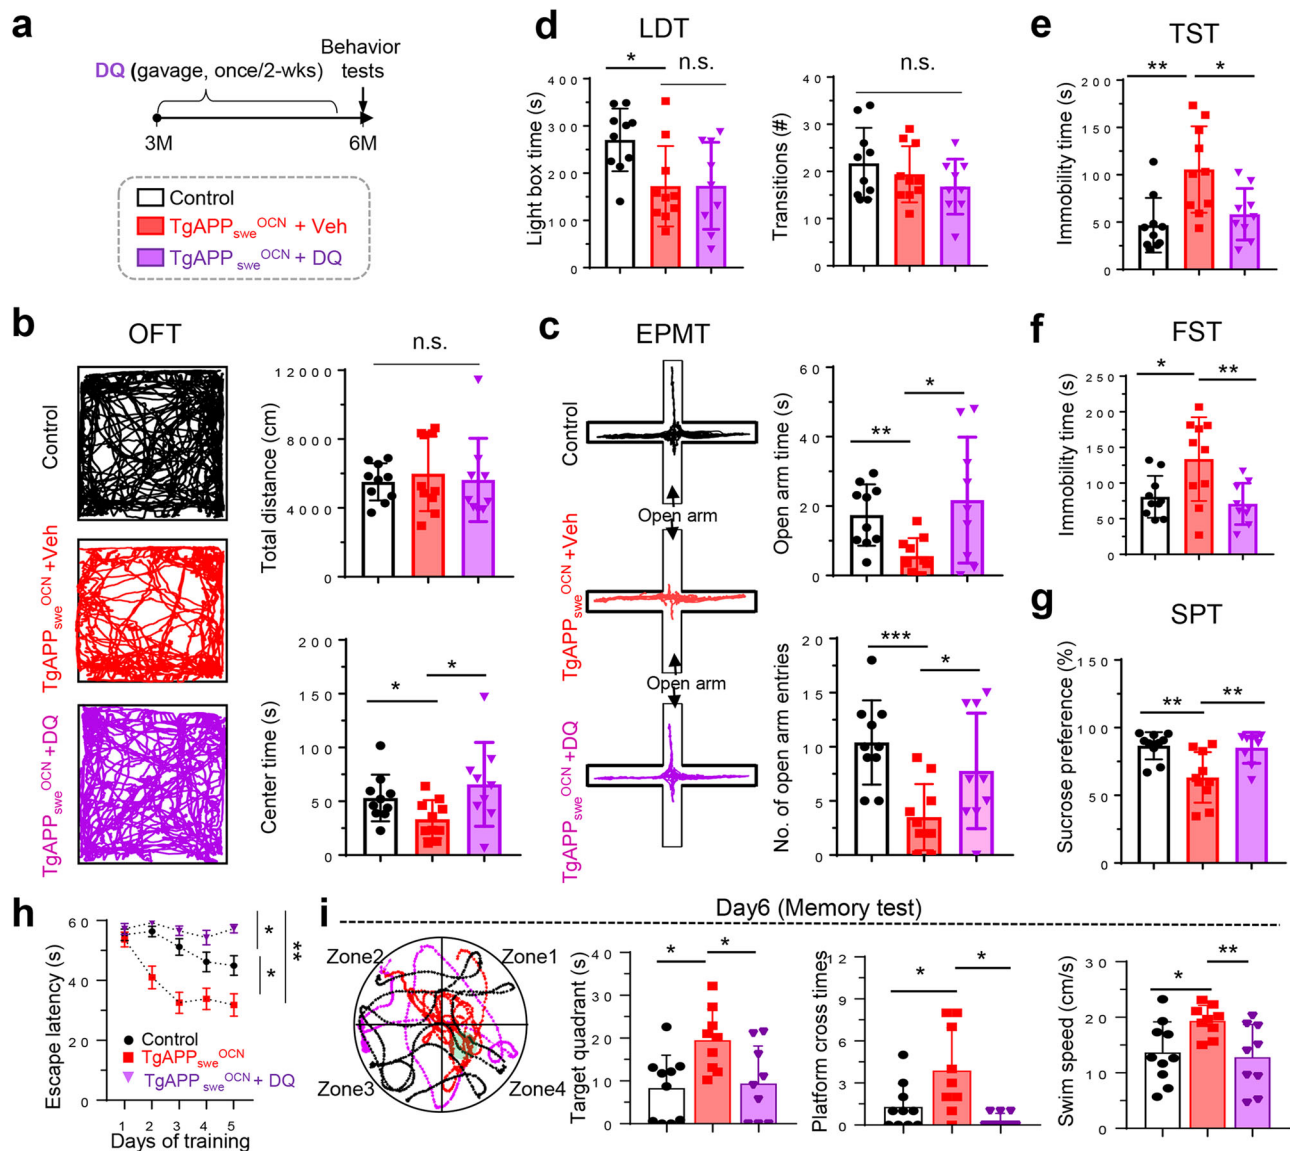 a
DQ (gavage, once/2-wks)
Behavior
tests
3M
6M
Control
TgAPPswe^OCN + Veh
TgAPPswe^OCN + DQ
b
OFT
Control
TgAPPswe^OCN +Veh
TgAPPswe^OCN +DQ
n.s.
Total distance (cm)
12000
8000
4000
0
* *
Center time (s)
200
150
100
50
0
c
EPMT
Control
Open arm
TgAPPswe^OCN +Veh
Open arm
TgAPPswe^OCN +DQ
** *
Open arm time (s)
60
40
20
0
*** *
No. of open arm entries
20
15
10
5
0
d
LDT
* n.s.
Light box time (s)
400
300
200
100
0
n.s.
Transitions (#)
40
30
20
10
0
e
TST
** *
Immobility time (s)
200
150
100
50
0
f
FST
* **
Immobility time (s)
250
200
150
100
50
0
g
SPT
** **
Sucrose preference (%)
150
100
50
0
h
Escape latency (s)
60
40
20
0
* * **
Control
TgAPPswe^OCN
TgAPPswe^OCN + DQ
1 2 3 4 5
Days of training
i
Day6 (Memory test)
Zone2
Zone1
Zone3
Zone4
* *
Target quadrant (s)
40
30
20
10
0
* *
Platform cross times
12
9
6
3
0
* **
Swim speed (cm/s)
30
20
10
0